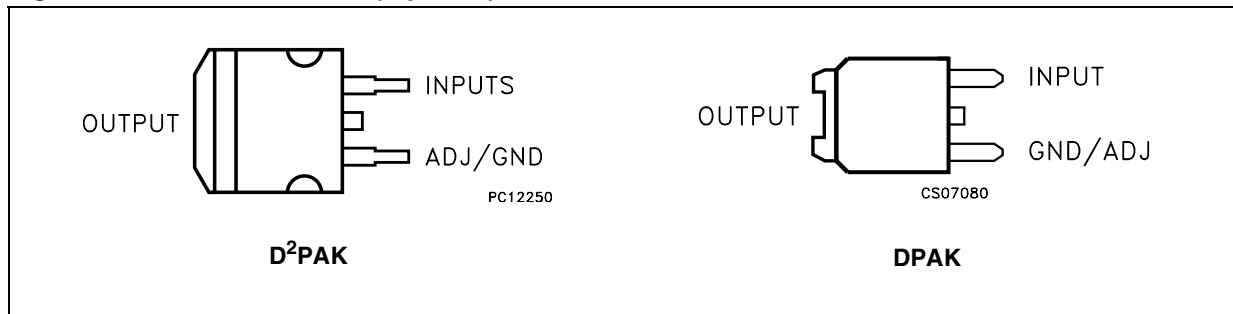 OUTPUT
INPUTS
ADJ/GND
PC12250
D²PAK
OUTPUT
INPUT
GND/ADJ
CS07080
DPAK